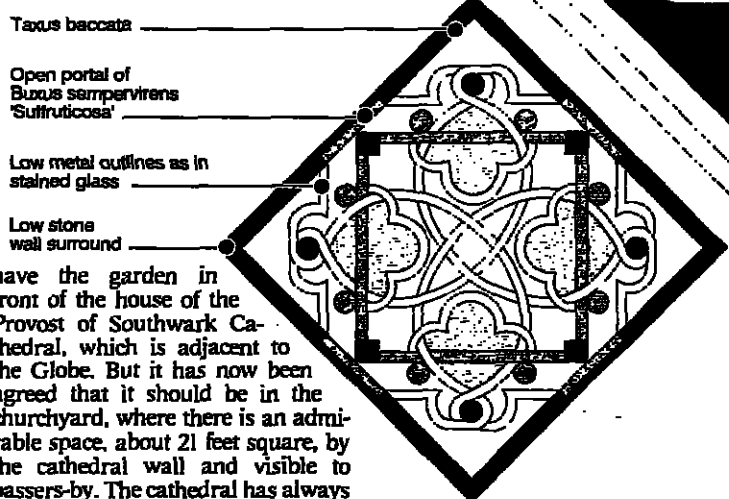 Taxus baccata
Open portal of
Buxus sempervirens
'Suffruticosa'
Low metal outlines as in
stained glass
Low stone
wall surround
have the garden in
front of the house of the
Provost of Southwark Ca-
thedral, which is adjacent to
the Globe. But it has now been
agreed that it should be in the
churchyard, where there is an admi-
rable space, about 21 feet square, by
the cathedral wall and visible to
passers-by. The cathedral has always